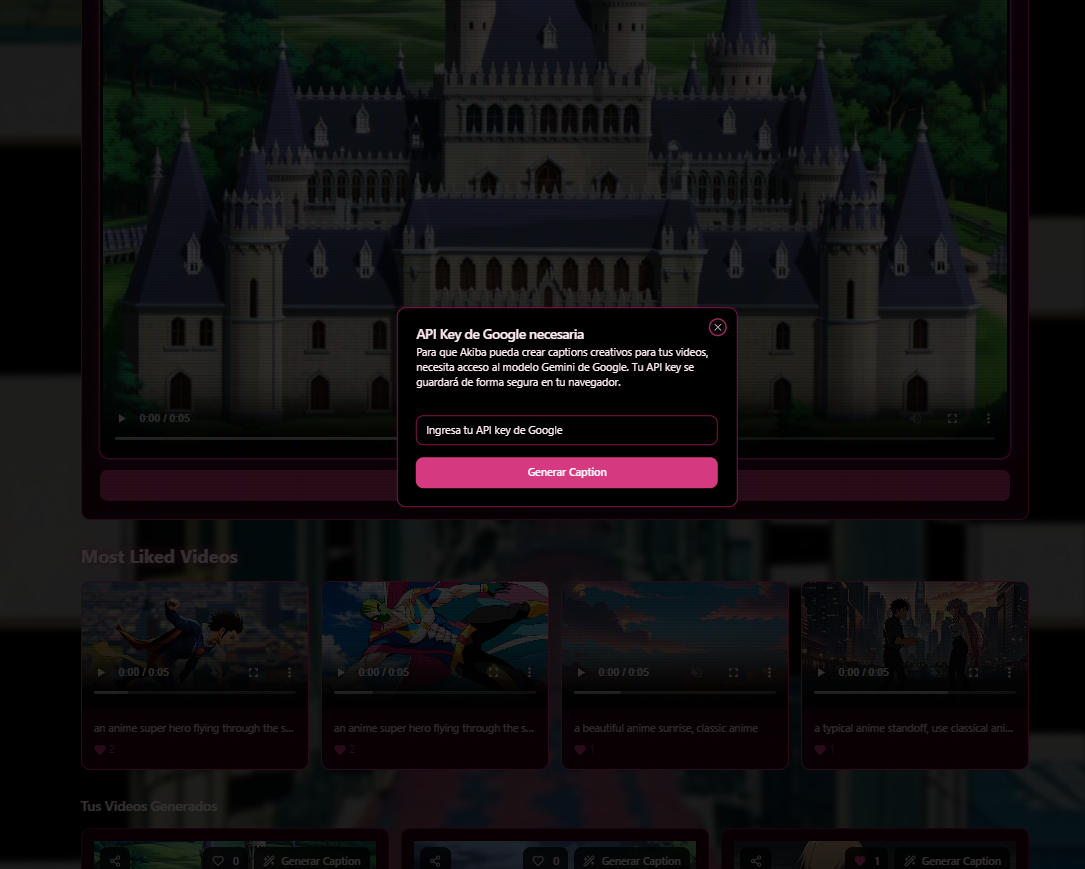 API Key de Google necesaria
Para que Akiba pueda crear captions creativos para tus videos,
necesita acceso al modelo Gemini de Google. Tu API key se
guardará de forma segura en tu navegador.
0:00 / 0:05
Ingresa tu API key de Google
Generar Caption
Most Liked Videos
0:00 / 0:05
0:00 / 0:05
0:00 / 0:05
0:00 / 0:05
an anime super hero flying through the s...
an anime super hero flying through the s...
a beautiful anime sunrise, classic anime
a typical anime standoff, use classical ani...
2
2
1
1
Tus Videos Generados
0
Generar Caption
0
Generar Caption
1
Generar Caption